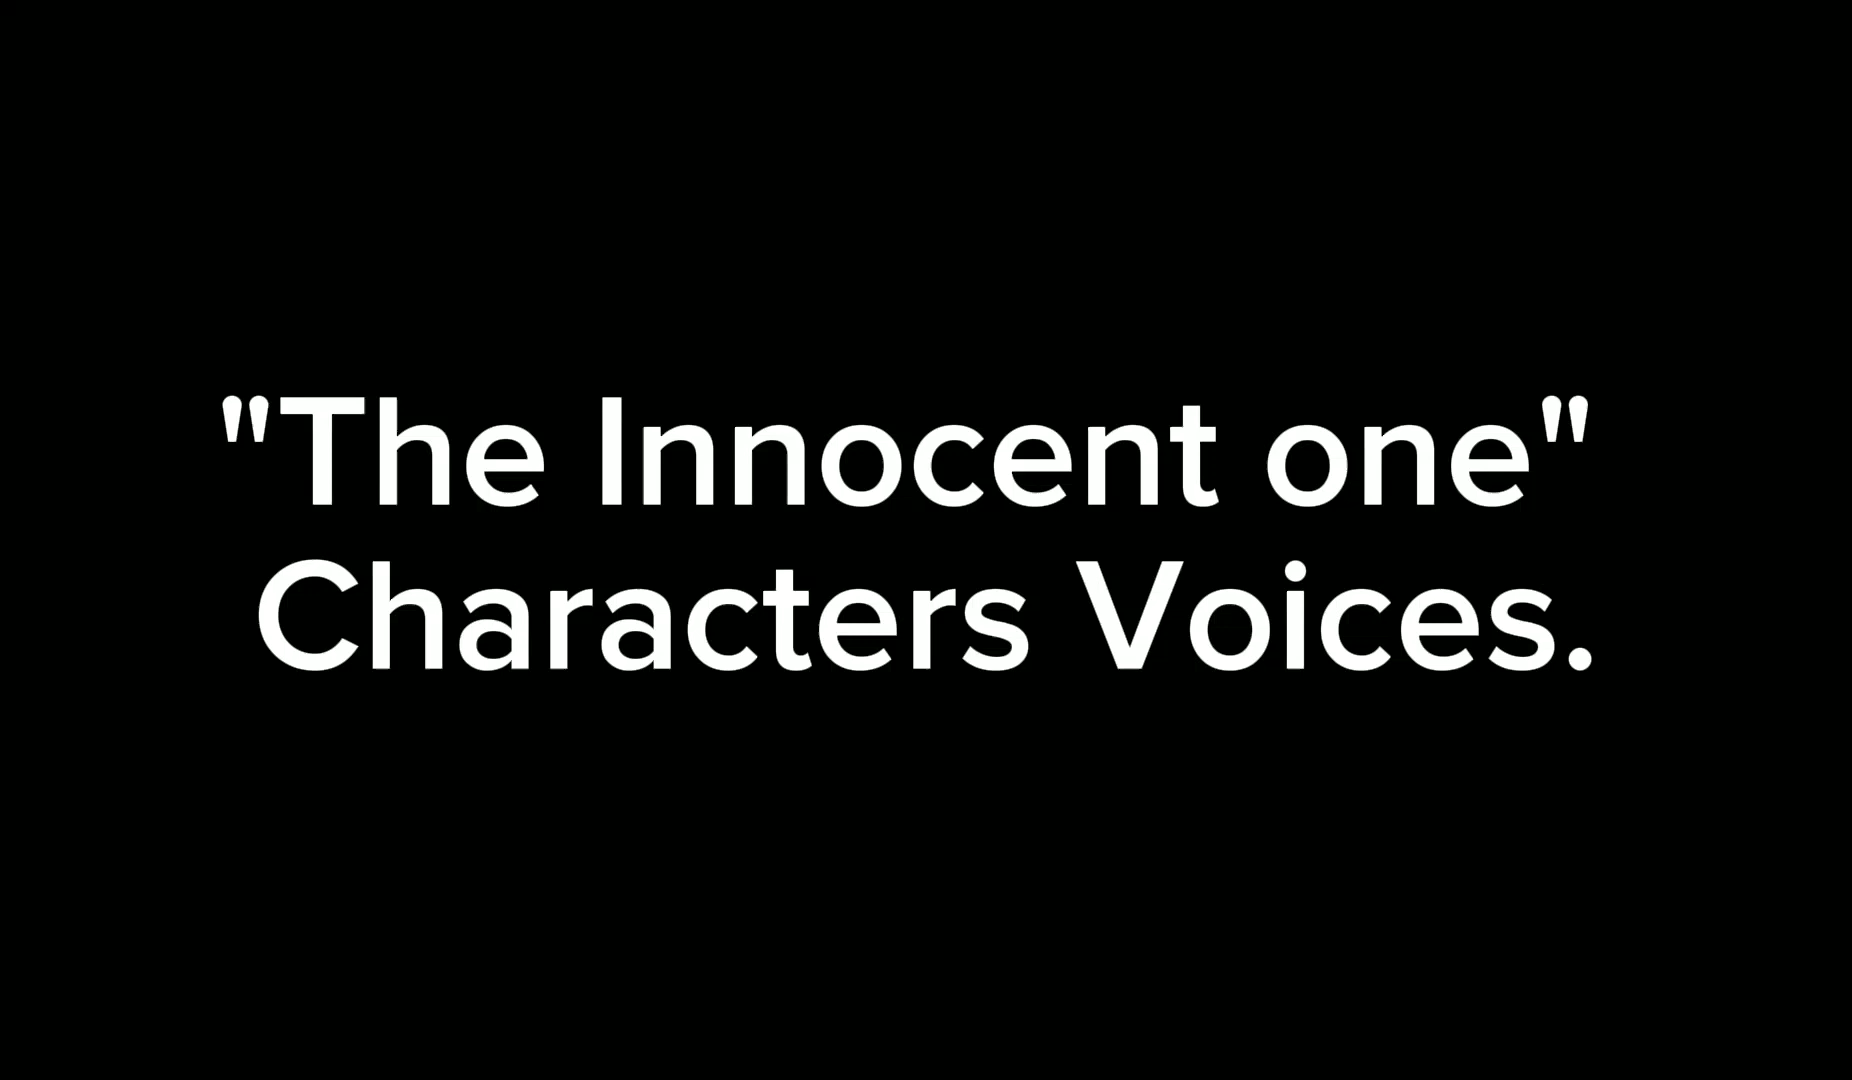 "The Innocent one"
Characters Voices.